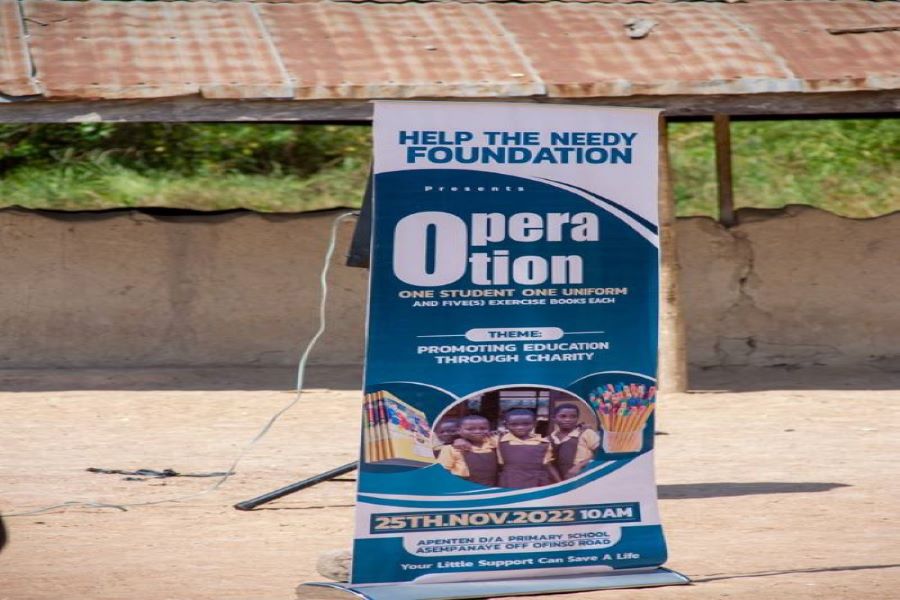 HELP THE NEEDY
FOUNDATION
Presents
Opera
tion
ONE STUDENT ONE UNIFORM
AND FIVE(5) EXERCISE BOOKS EACH
THEME:
PROMOTING EDUCATION
THROUGH CHARITY
25TH.NOV.2022 10AM
APENTEN D/A PRIMARY SCHOOL
ASEMPANAYE OFF OFINSO ROAD
Your Little Support Can Save A Life